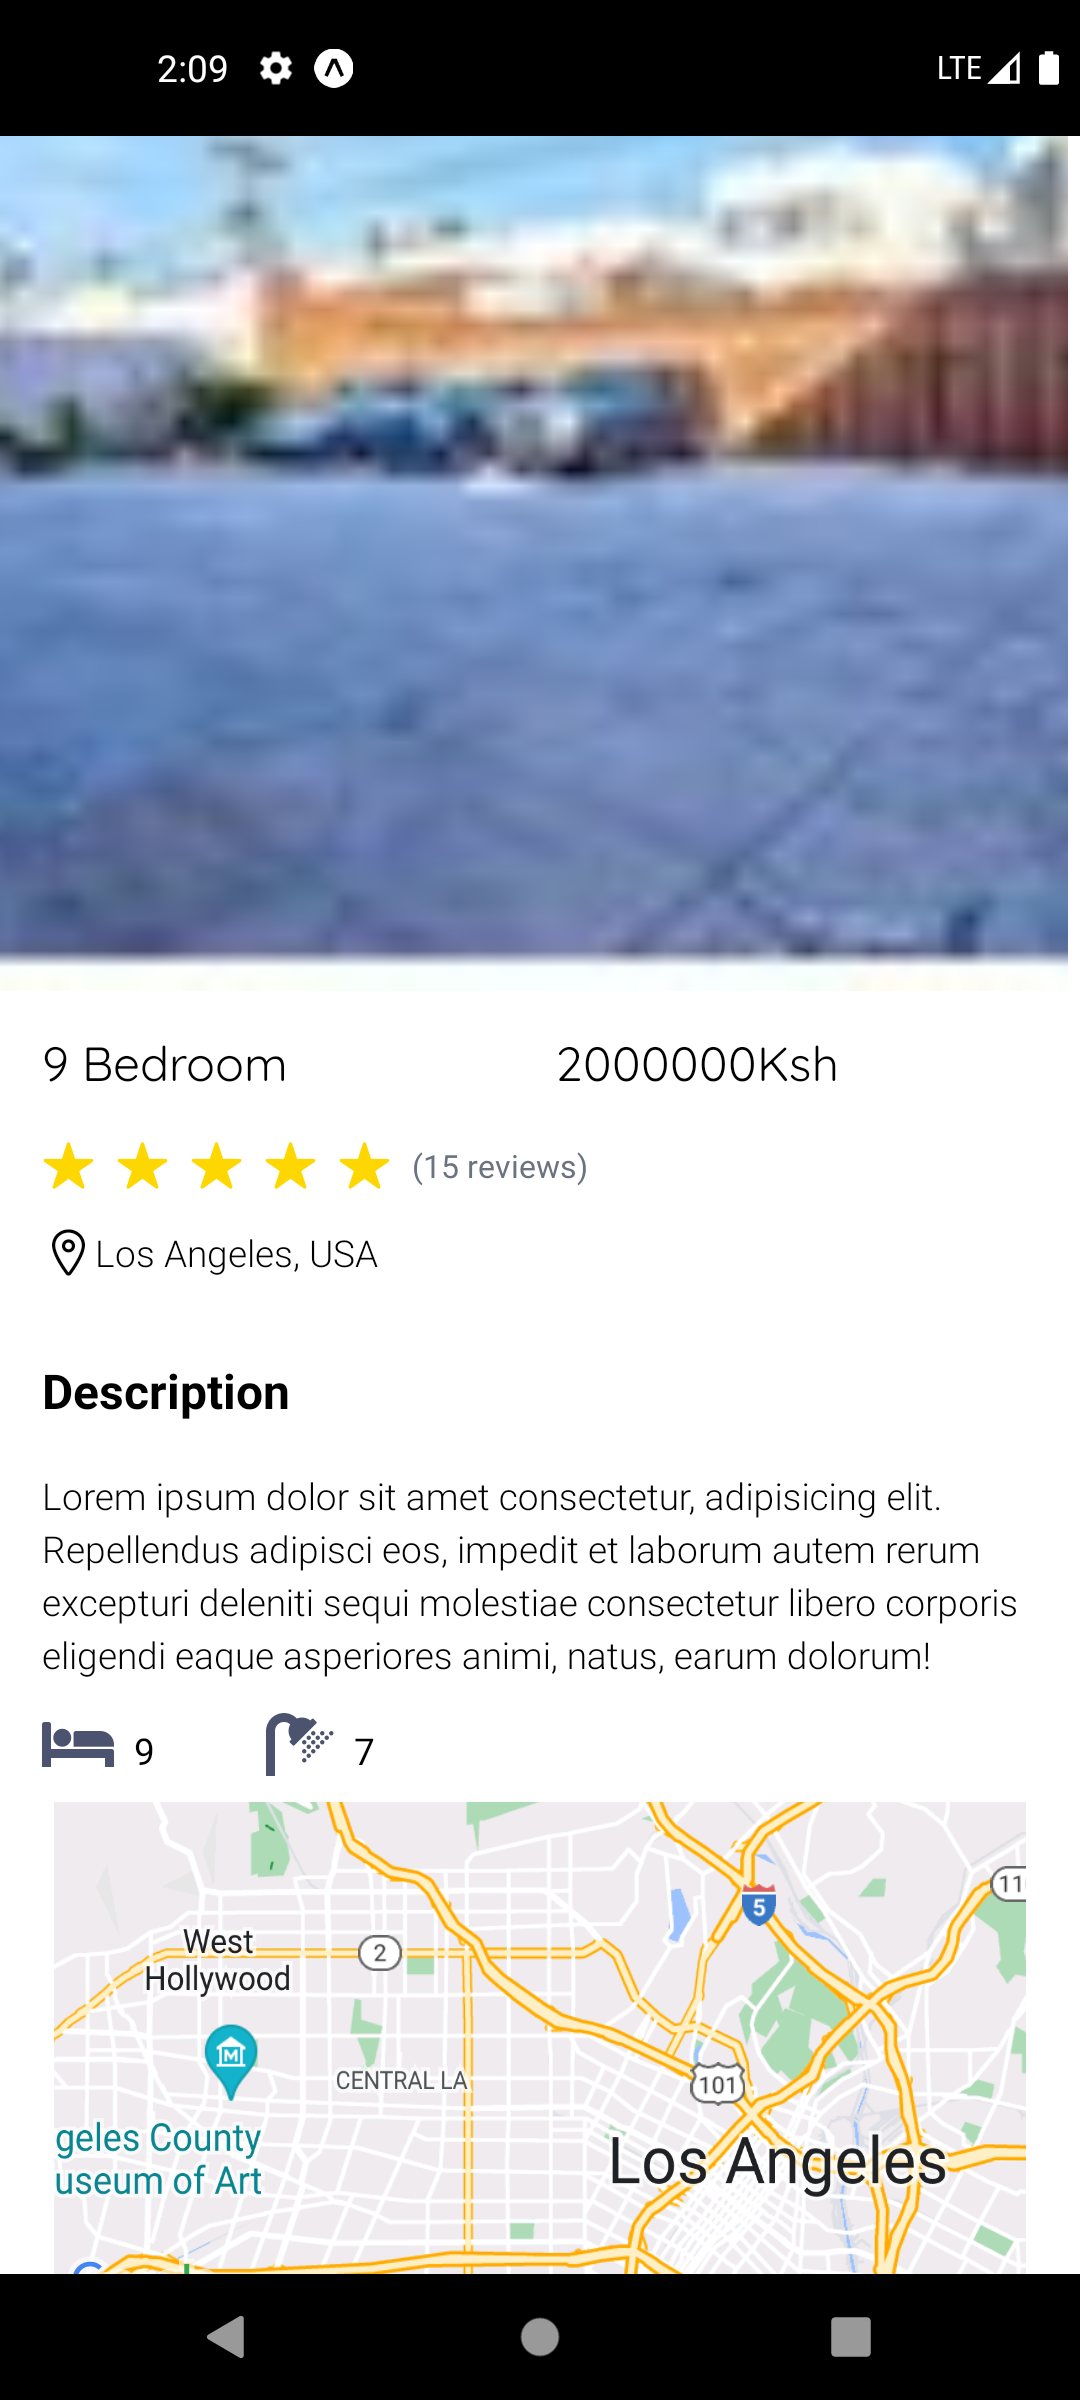 2:09
LTE
9 Bedroom
2000000Ksh
(15 reviews)
Los Angeles, USA
Description
Lorem ipsum dolor sit amet consectetur, adipisicing elit.
Repellendus adipisci eos, impedit et laborum autem rerum
excepturi deleniti sequi molestiae consectetur libero corporis
eligendi eaque asperiores animi, natus, earum dolorum!
9
7
5
11
West
Hollywood
2
M
CENTRAL LA
101
geles County
useum of Art
Los Angeles